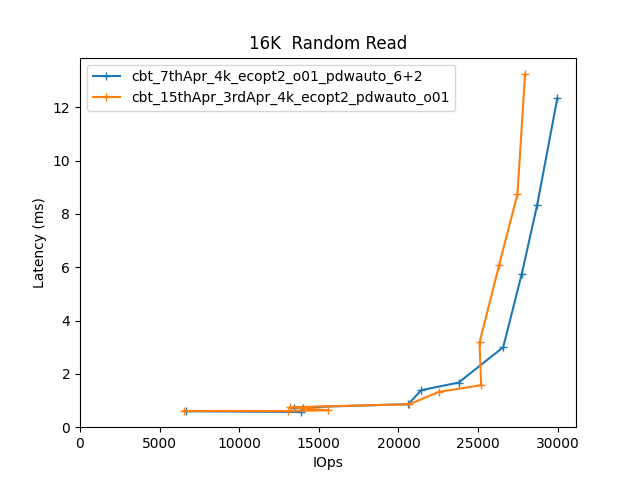 16K  Random Read
cbt_7thApr_4k_ecopt2_o01_pdwauto_6+2
cbt_15thApr_3rdApr_4k_ecopt2_pdwauto_o01
Latency (ms)
12
10
8
6
4
2
0
0 5000 10000 15000 20000 25000 30000
IOps